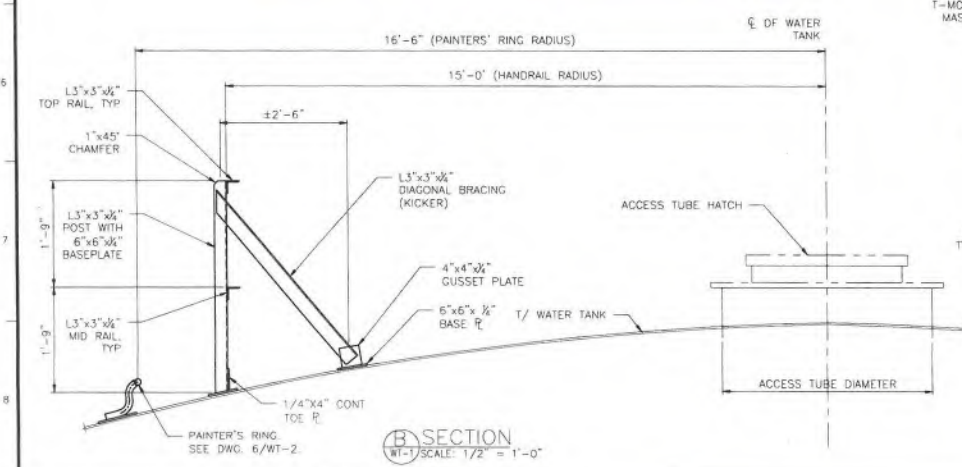 T-MO
MAS
℄ OF WATER
TANK
16'-6" (PAINTERS' RING RADIUS)
15'-0' (HANDRAIL RADIUS)
6
L3"x3"x¼"
TOP RAIL, TYP
±2'-6"
1"x45°
CHAMFER
L3"x3"x¼"
DIAGONAL BRACING
(KICKER)
ACCESS TUBE HATCH
L3"x3"x¼"
POST WITH
6"x6"x¼"
BASEPLATE
1'-9"
7
T
4"x4"x¼"
GUSSET PLATE
6"x6"x ¼"
BASE ℄
T/ WATER TANK
L3"x3"x¼"
MID RAIL,
TYP
1'-9"
ACCESS TUBE DIAMETER
8
1/4"X4" CONT
TOE ℄
PAINTER'S RING.
SEE DWG. 6/WT-2.
B SECTION
WT-1 SCALE: 1/2" = 1'-0"